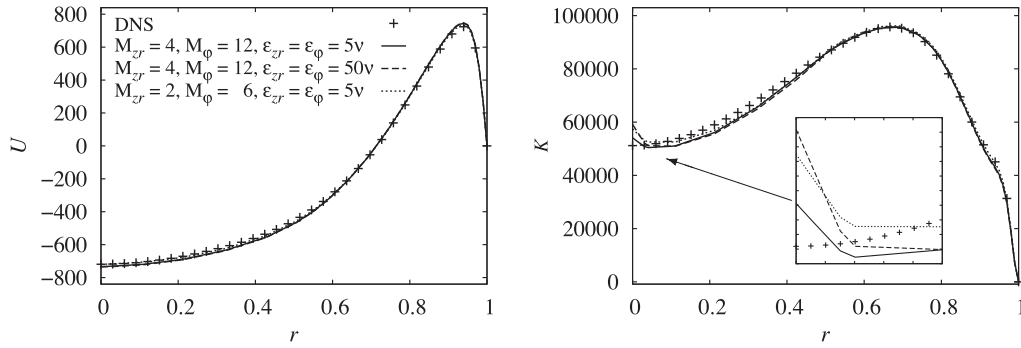 800
600
400
200
0
−200
−400
−600
−800
U
DNS
M_zr = 4, M_φ = 12, ε_zr = ε_φ = 5ν
M_zr = 4, M_φ = 12, ε_zr = ε_φ = 50ν
M_zr = 2, M_φ = 6, ε_zr = ε_φ = 5ν
0 0.2 0.4 0.6 0.8 1
r
100000
80000
60000
40000
20000
0
K
0 0.2 0.4 0.6 0.8 1
r